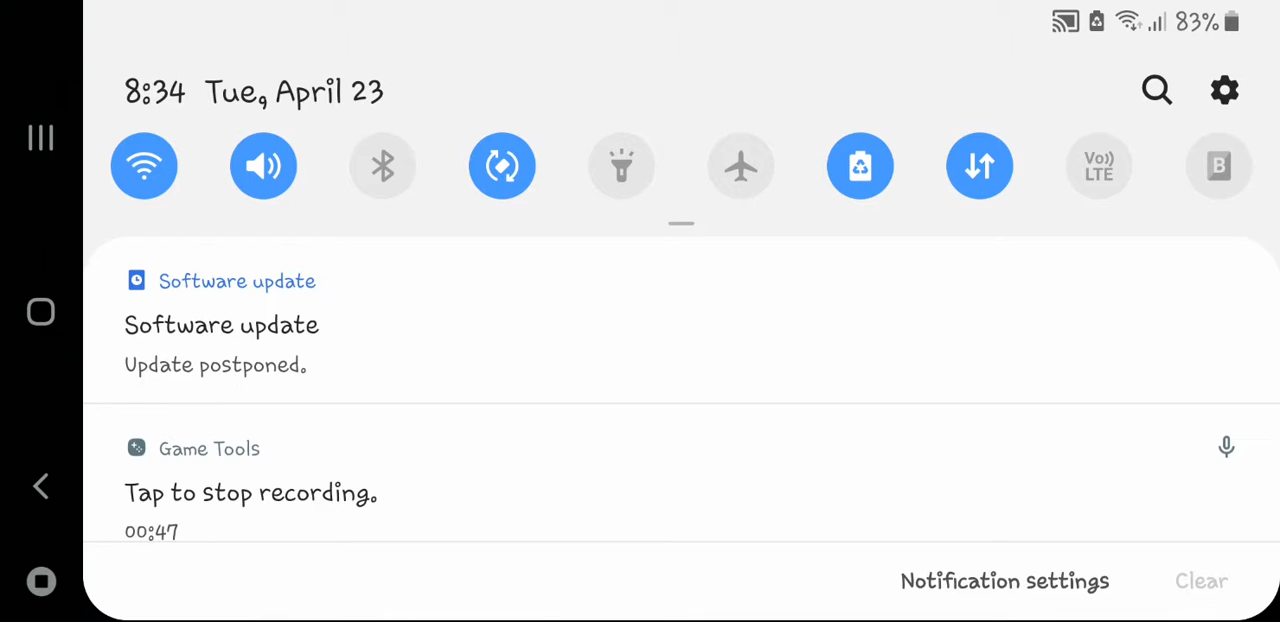 83%
8:34 Tue, April 23
Vo))
LTE
B
Software update
Software update
Update postponed.
Game Tools
Tap to stop recording.
00:47
Notification settings Clear